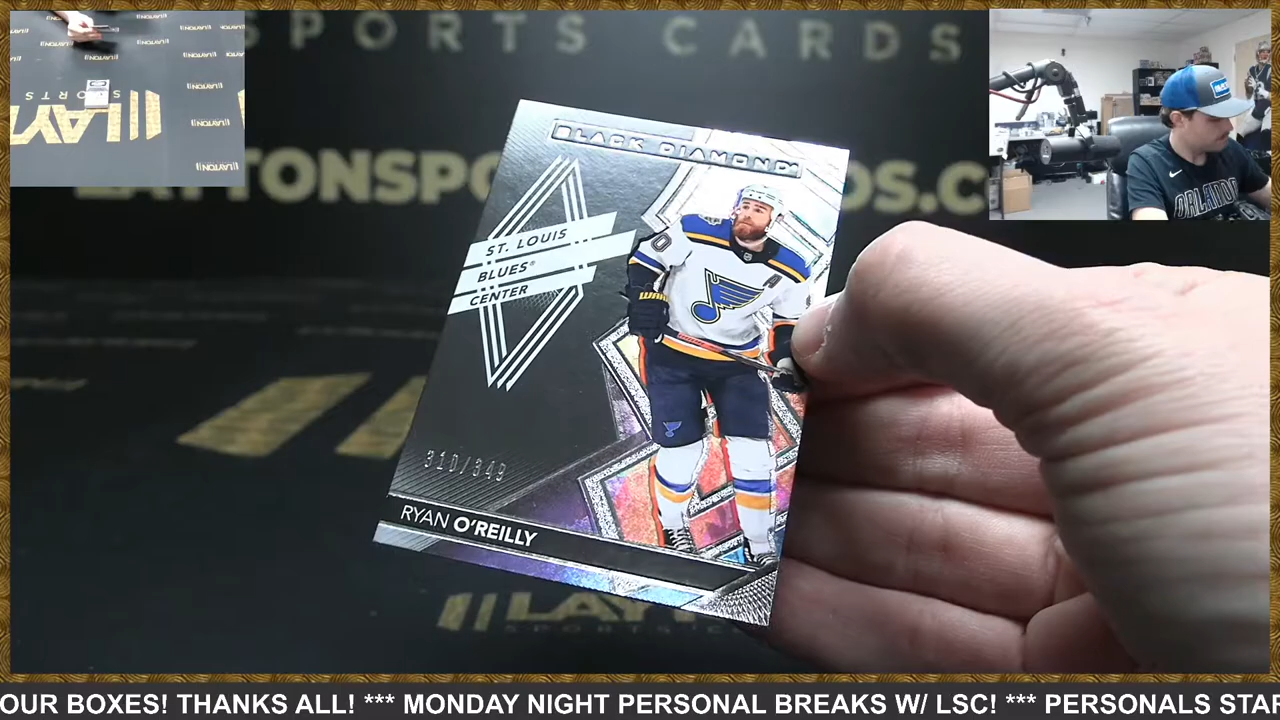 SPORTS CARDS
BLACK DIAMOND
ST. LOUIS
BLUES®
CENTER
A
310/349
RYAN O'REILLY
ORLANDO
OUR BOXES! THANKS ALL! *** MONDAY NIGHT PERSONAL BREAKS W/ LSC! *** PERSONALS STAR